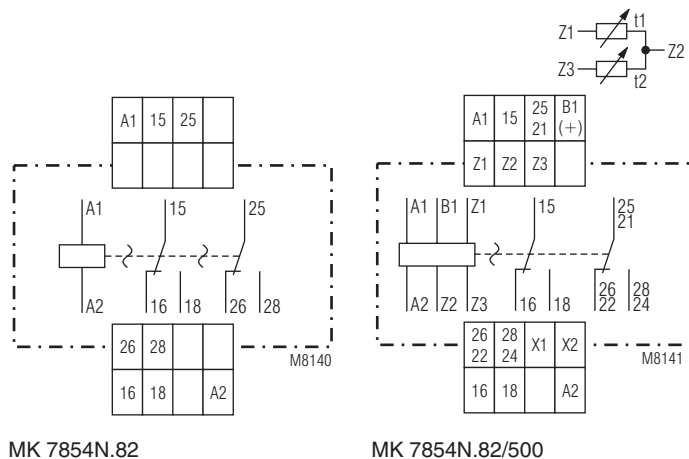 Z1 t1
Z2
Z3 t2
A1 15 25
A1 15 25 B1
21 (+)
Z1 Z2 Z3
A1 15 25
A2 16 18 26 28
26 28
16 18 A2
M8140
A1 B1 Z1 15 25
21
A2 Z2 Z3 16 18 26 28
22 24
26 28 X1 X2
22 24
16 18 A2
M8141
MK 7854N.82
MK 7854N.82/500